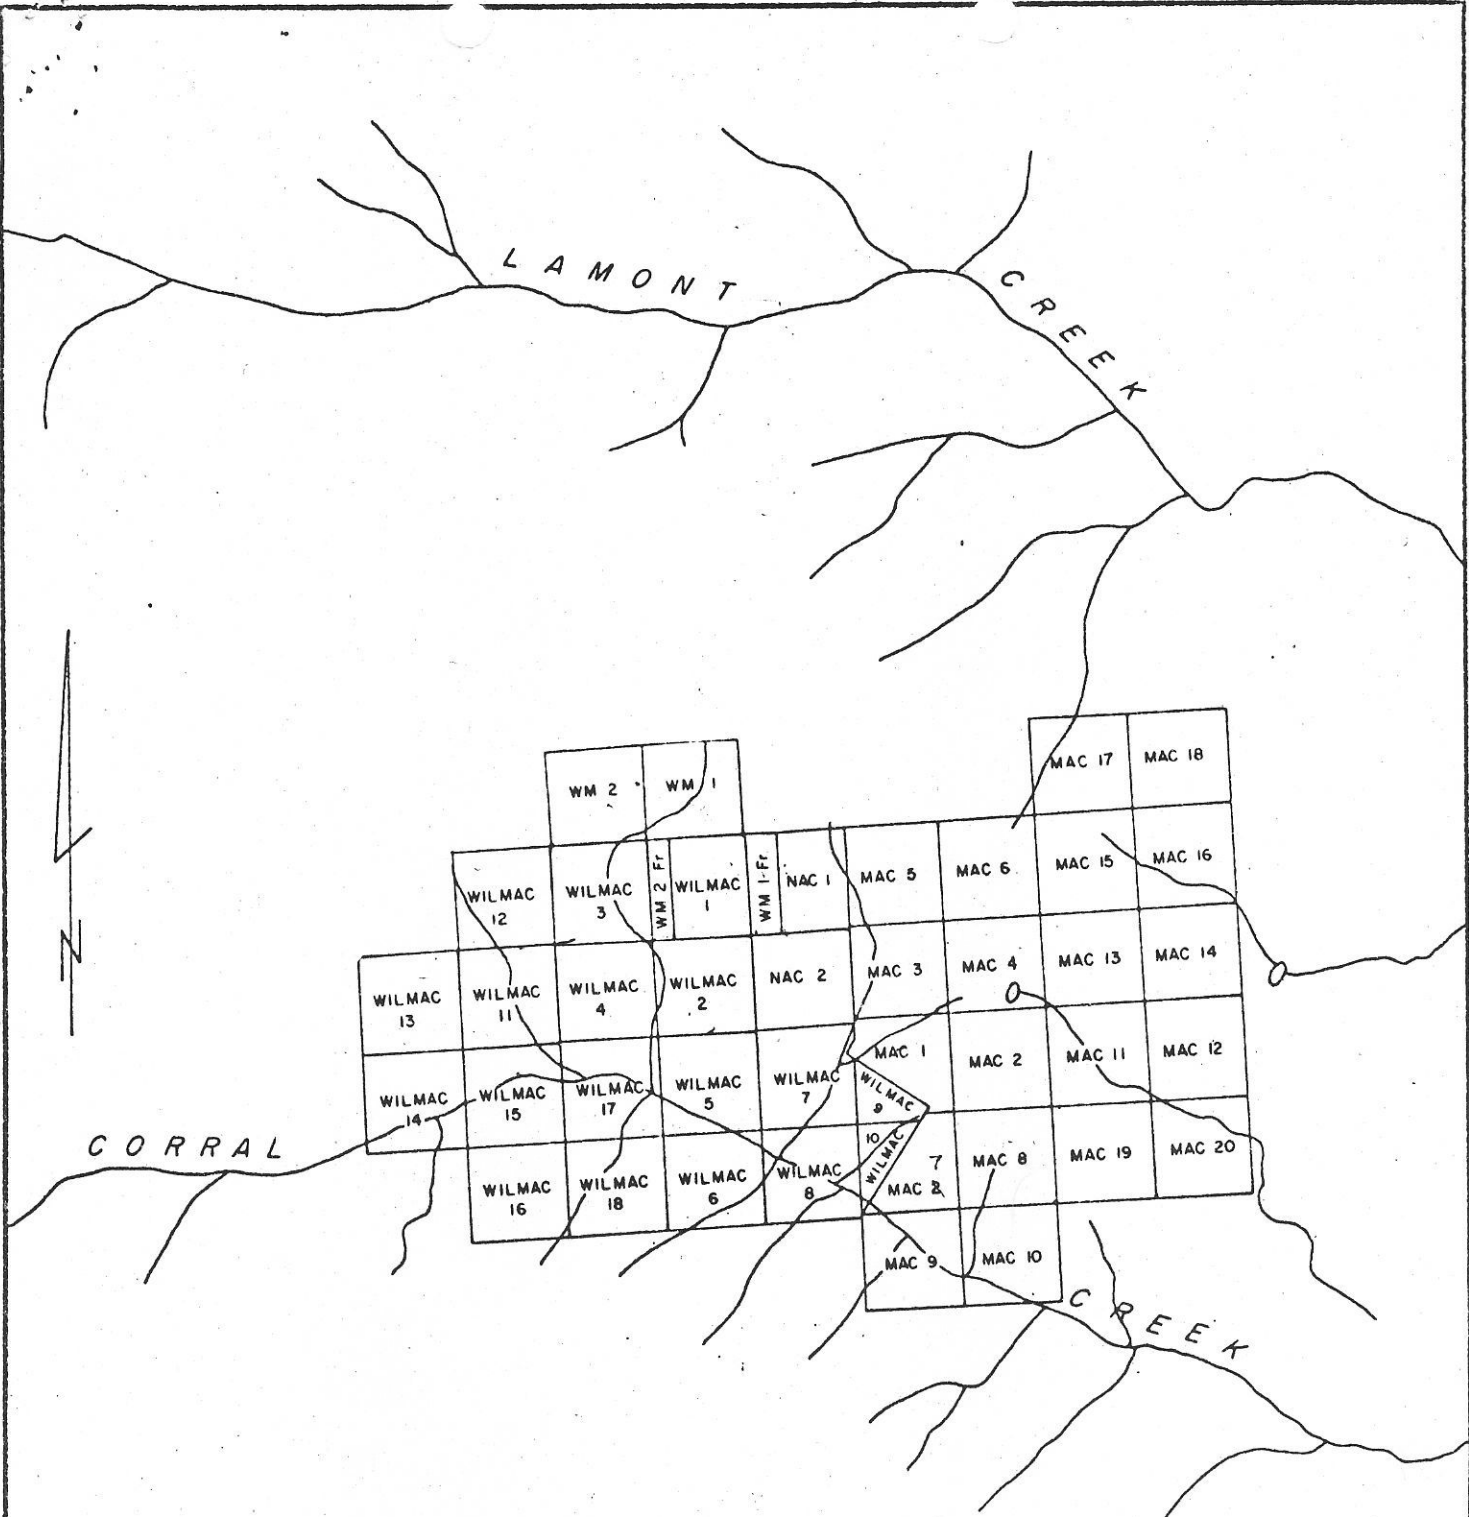 LAMONT
CREEK
MAC 17
MAC 18
WM 2
WM 1
WILMAC
12
WILMAC
3
WM 2 Fr
WILMAC
1
WM 1-Fr.
NAC 1
MAC 5
MAC 6
MAC 15
MAC 16
WILMAC
13
WILMAC
11
WILMAC
4
WILMAC
2
NAC 2
MAC 3
MAC 4
MAC 13
MAC 14
N
WILMAC
14
WILMAC
15
WILMAC
17
WILMAC
5
WILMAC
7
MAC 1
WILMAC
9
MAC 2
MAC 11
MAC 12
CORRAL
WILMAC
16
WILMAC
18
WILMAC
6
WILMAC
8
10
WILMAC
7
MAC
MAC 8
MAC 19
MAC 20
MAC 9
MAC 10
CREEK